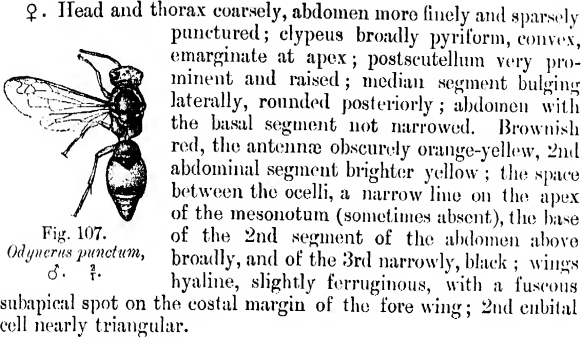 ♀. Head and thorax coarsely, abdomen more finely and sparsely
punctured; clypeus broadly pyriform, convex,
emarginate at apex; postscutellum very pro-
minent and raised; median segment bulging
laterally, rounded posteriorly; abdomen with
the basal segment not narrowed. Brownish
red, the antennæ obscurely orange-yellow, 2nd
abdominal segment brighter yellow; the space
between the ocelli, a narrow line on the apex
of the mesonotum (sometimes absent), the base
of the 2nd segment of the abdomen above
broadly, and of the 3rd narrowly, black; wings
hyaline, slightly ferruginous, with a fuscous
subapical spot on the costal margin of the fore wing; 2nd cubital
cell nearly triangular.
Fig. 107.
Odynerus punctum,
♂. 2/1.